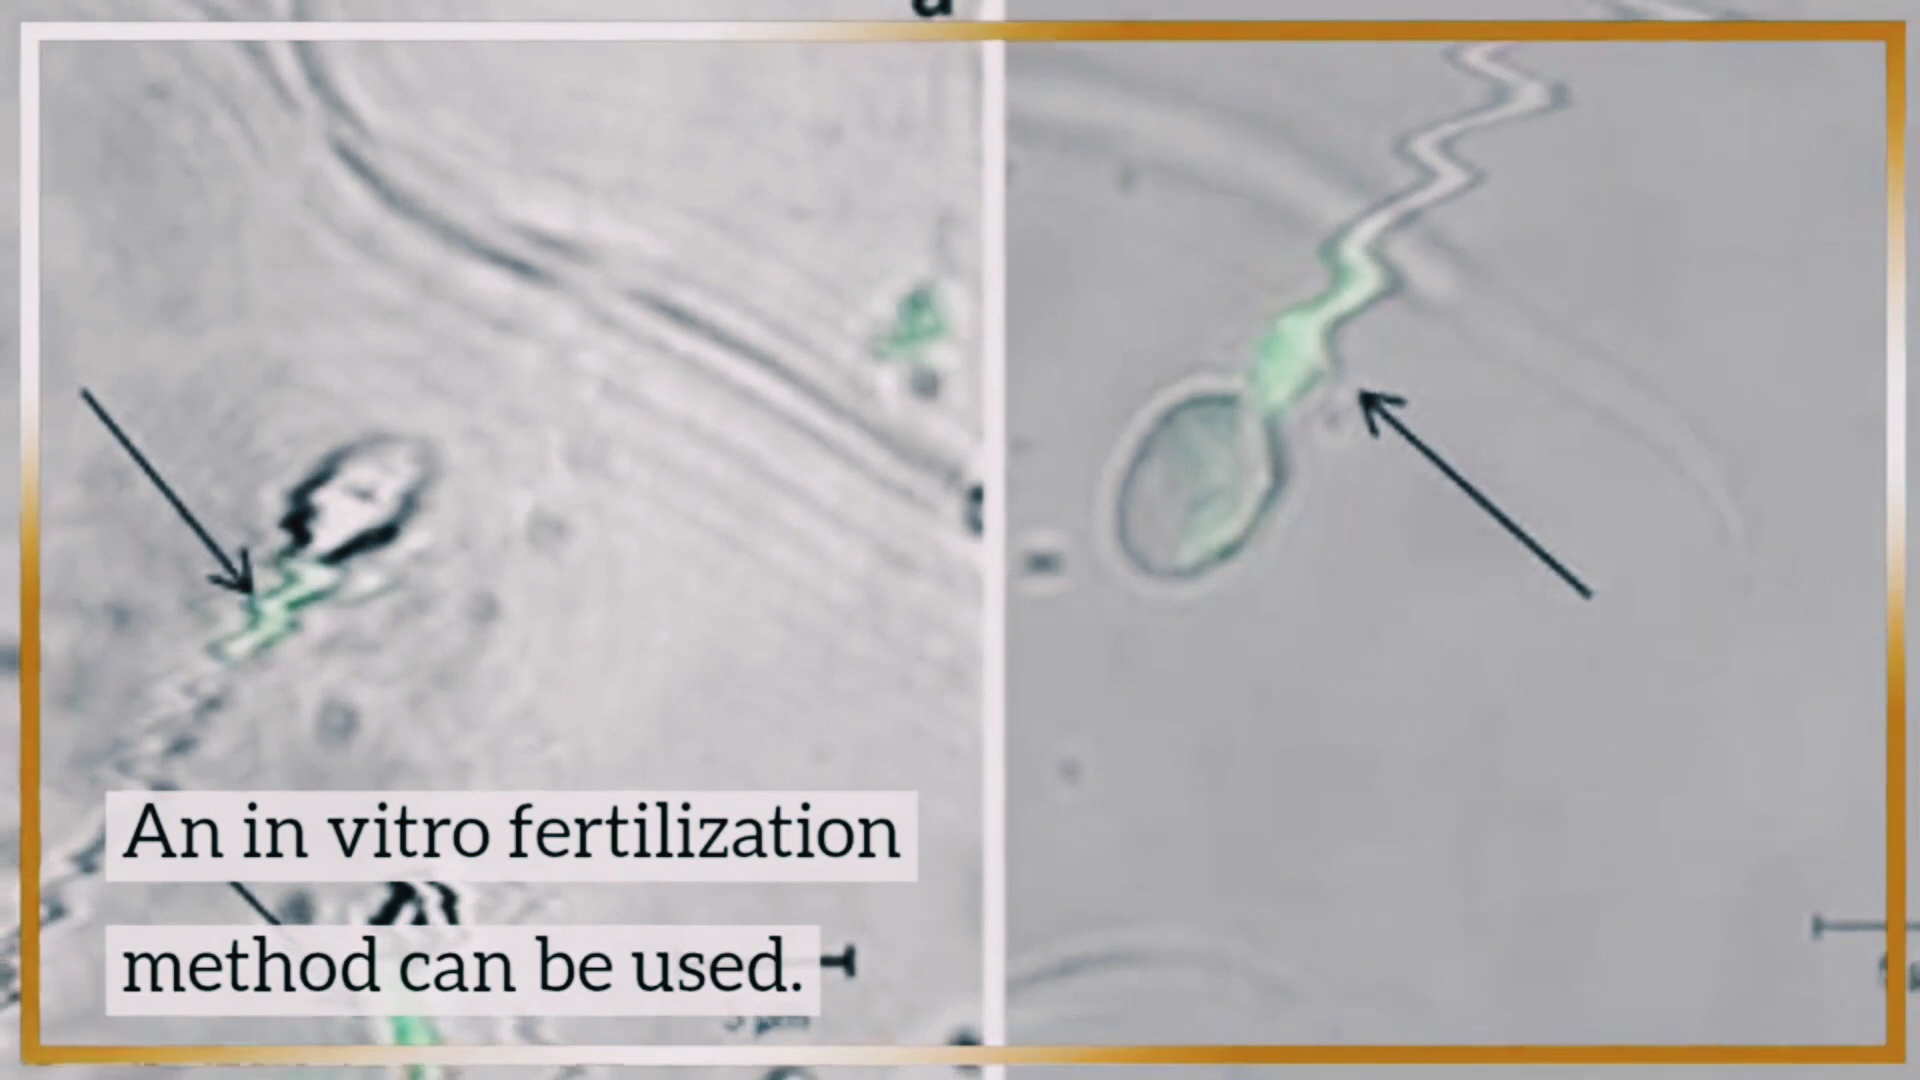 An in vitro fertilization
method can be used.